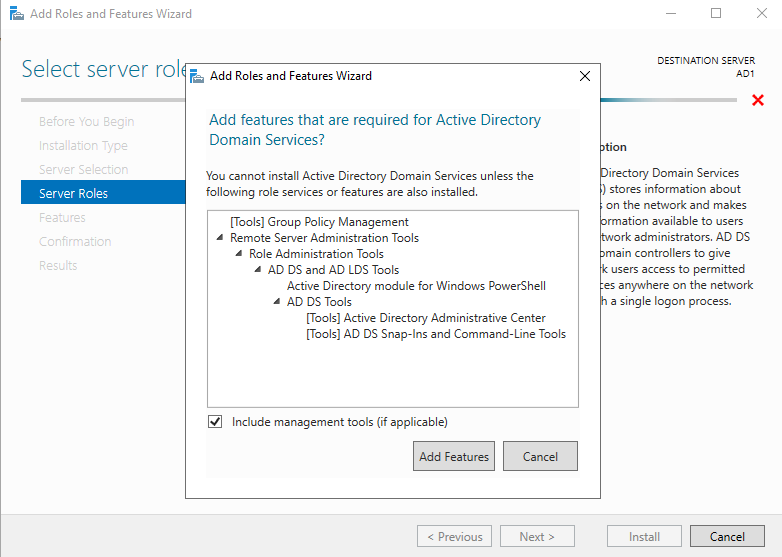 Add Roles and Features Wizard
Select server role
DESTINATION SERVER
AD1
Before You Begin
Installation Type
Server Selection
Server Roles
Features
Confirmation
Results
Add Roles and Features Wizard
Add features that are required for Active Directory
Domain Services?
You cannot install Active Directory Domain Services unless the
following role services or features are also installed.
[Tools] Group Policy Management
Remote Server Administration Tools
Role Administration Tools
AD DS and AD LDS Tools
Active Directory module for Windows PowerShell
AD DS Tools
[Tools] Active Directory Administrative Center
[Tools] AD DS Snap-Ins and Command-Line Tools
Include management tools (if applicable)
Add Features
Cancel
ption
Directory Domain Services
) stores information about
s on the network and makes
ormation available to users
twork administrators. AD DS
omain controllers to give
k users access to permitted
ces anywhere on the network
h a single logon process.
< Previous
Next >
Install
Cancel